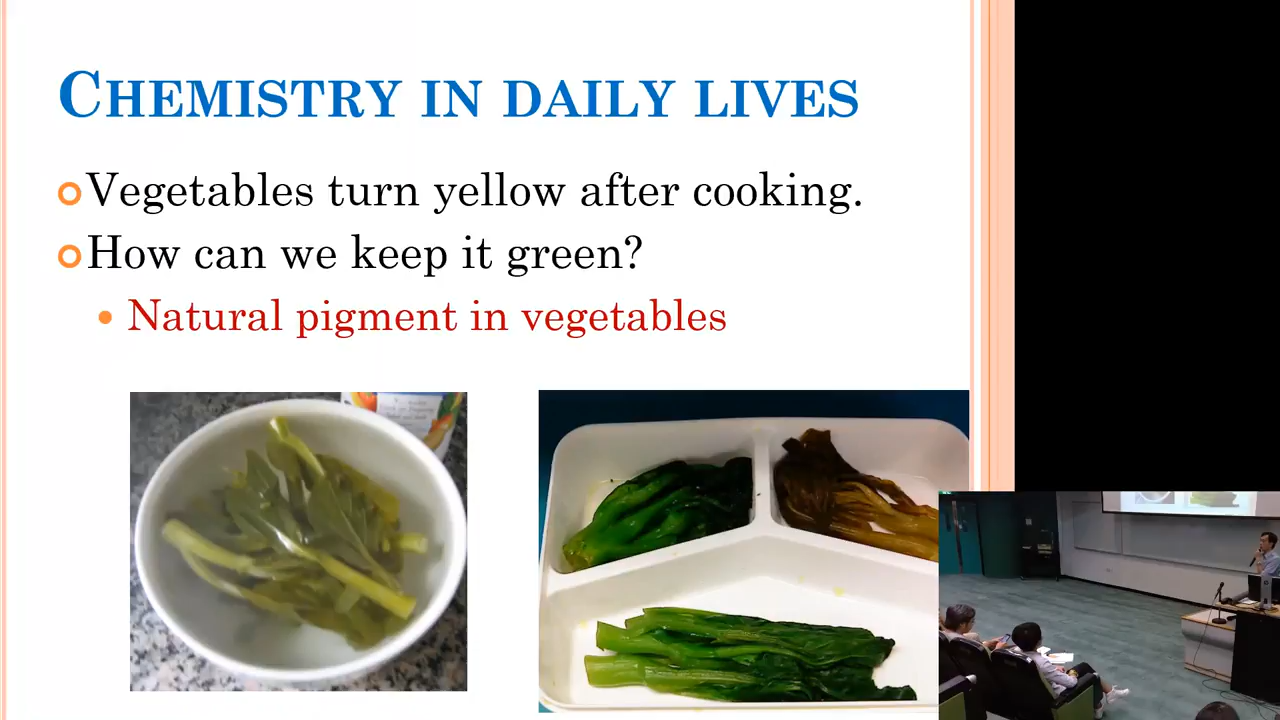 CHEMISTRY IN DAILY LIVES
Vegetables turn yellow after cooking.
How can we keep it green?
Natural pigment in vegetables